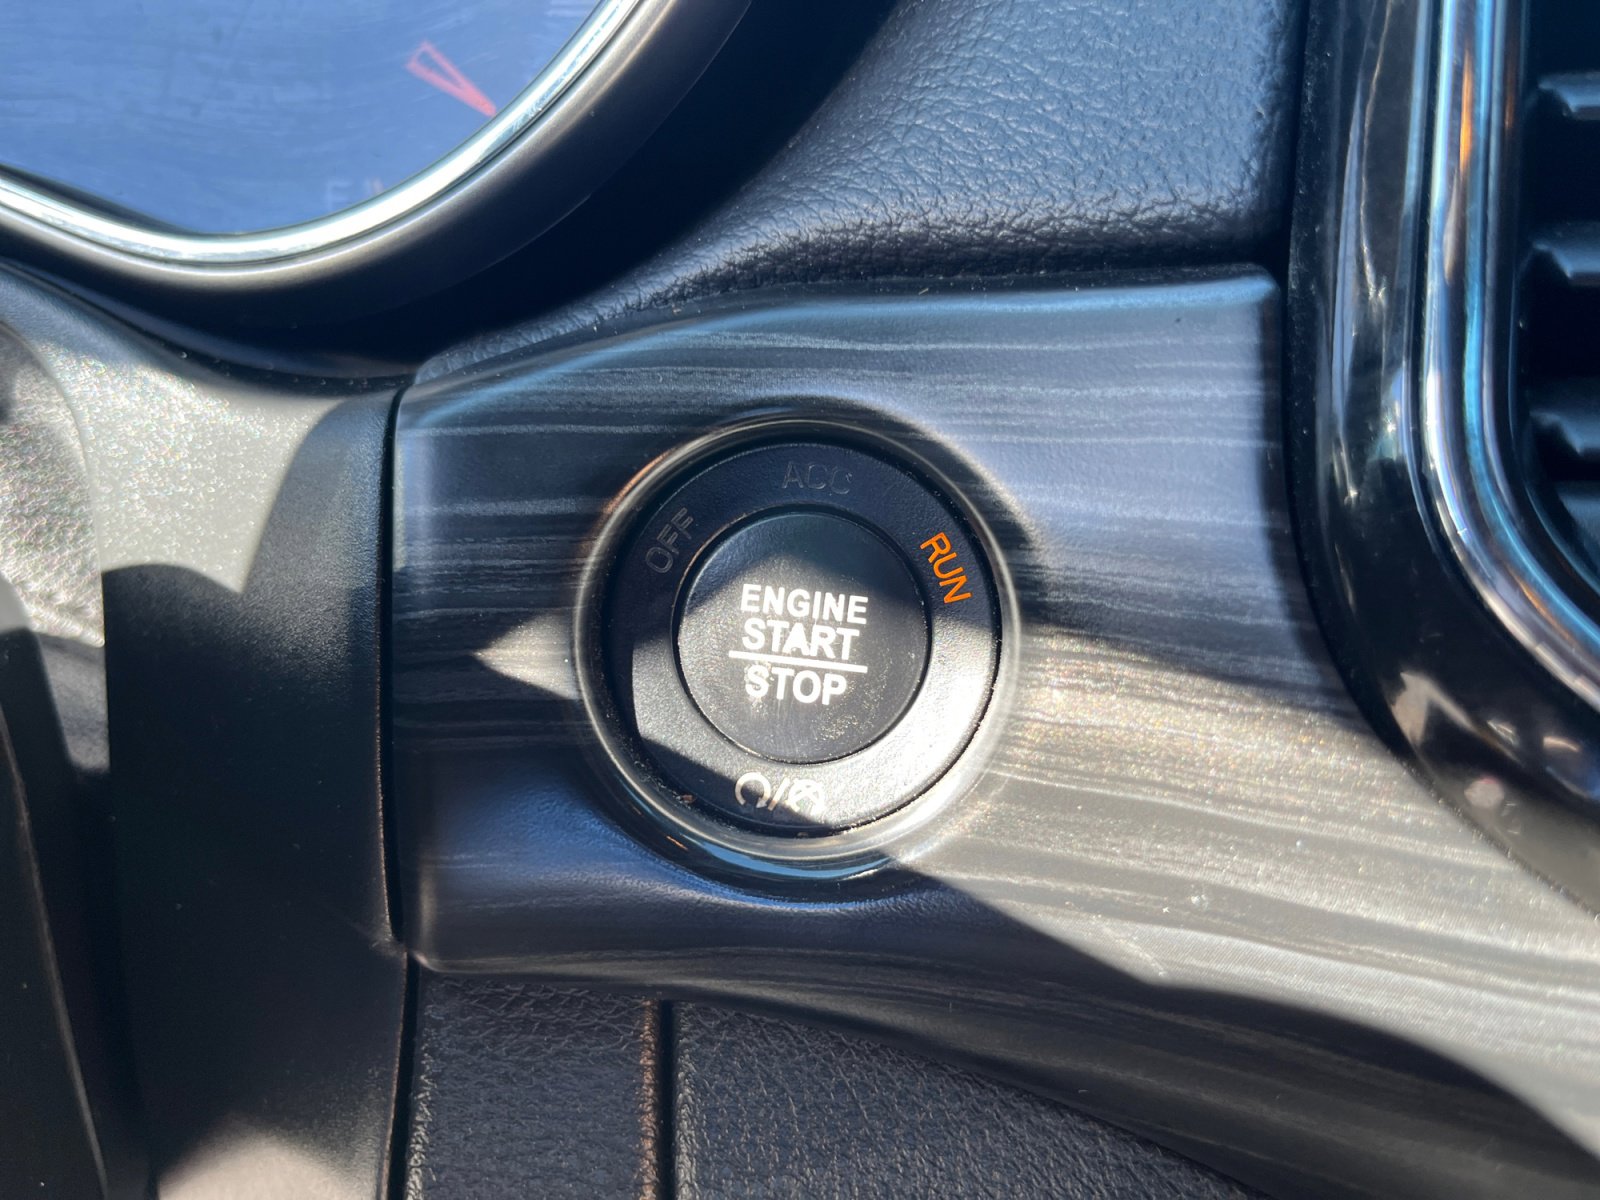 ACC
OFF
RUN
ENGINE
START
STOP